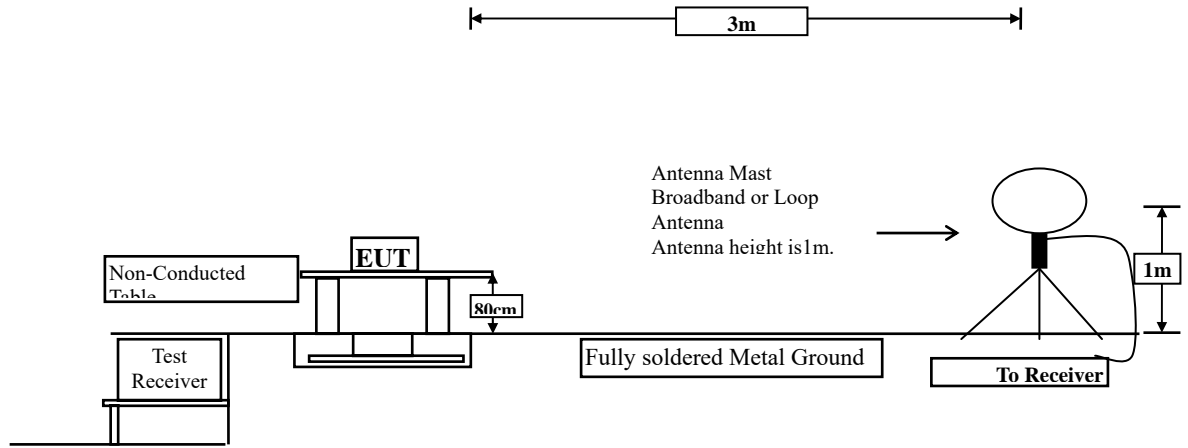 3m
Antenna Mast
Broadband or Loop
Antenna
Antenna height is1m.
EUT
Non-Conducted
Table
80cm
1m
Test
Receiver
Fully soldered Metal Ground
To Receiver